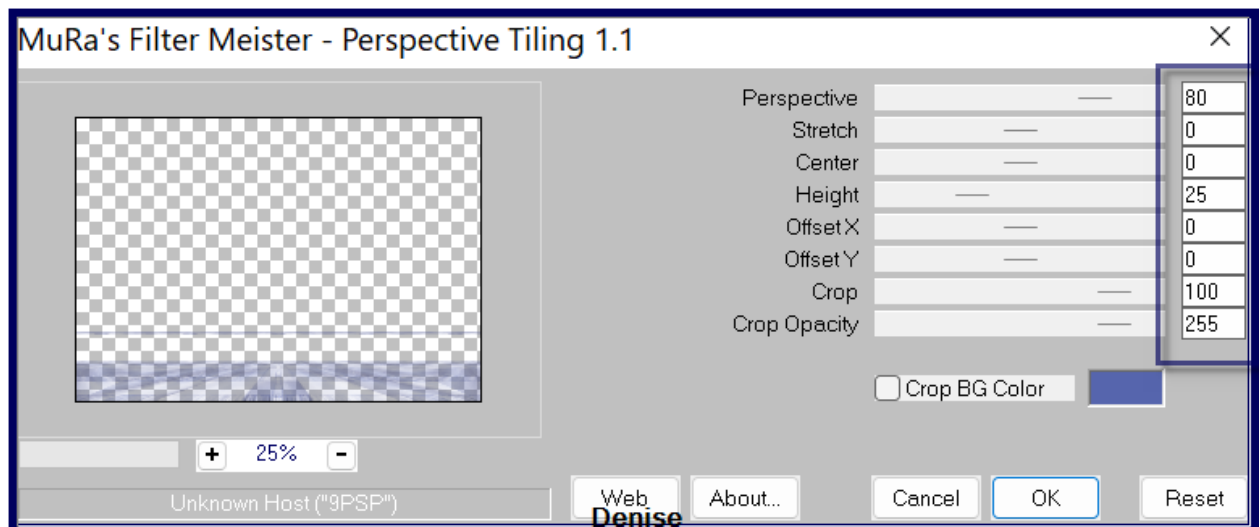 MuRa's Filter Meister - Perspective Tiling 1.1
Perspective 80
Stretch 0
Center 0
Height 25
Offset X 0
Offset Y 0
Crop 100
Crop Opacity 255
Crop BG Color
+ 25% -
Unknown Host ("9PSP")
Web About... Cancel OK Reset
Denise